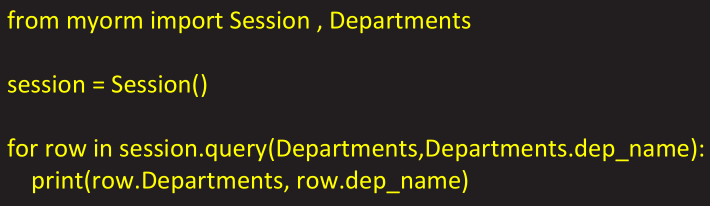 from myorm import Session , Departments
session = Session()
for row in session.query(Departments,Departments.dep_name):
    print(row.Departments, row.dep_name)